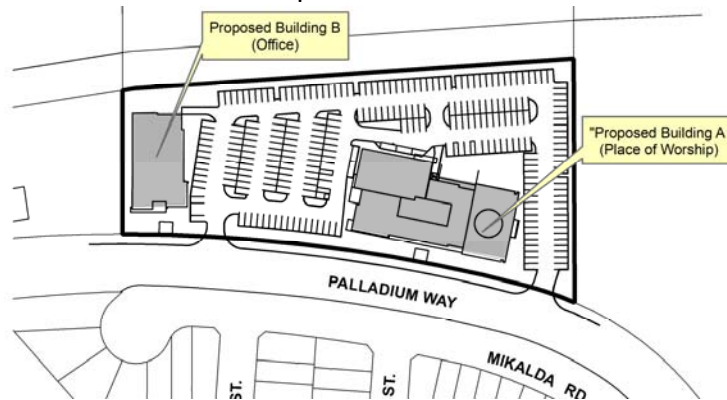 Proposed Building B
(Office)
"Proposed Building A
(Place of Worship)
PALLADIUM WAY
MIKALDA RD
ST.
ST.